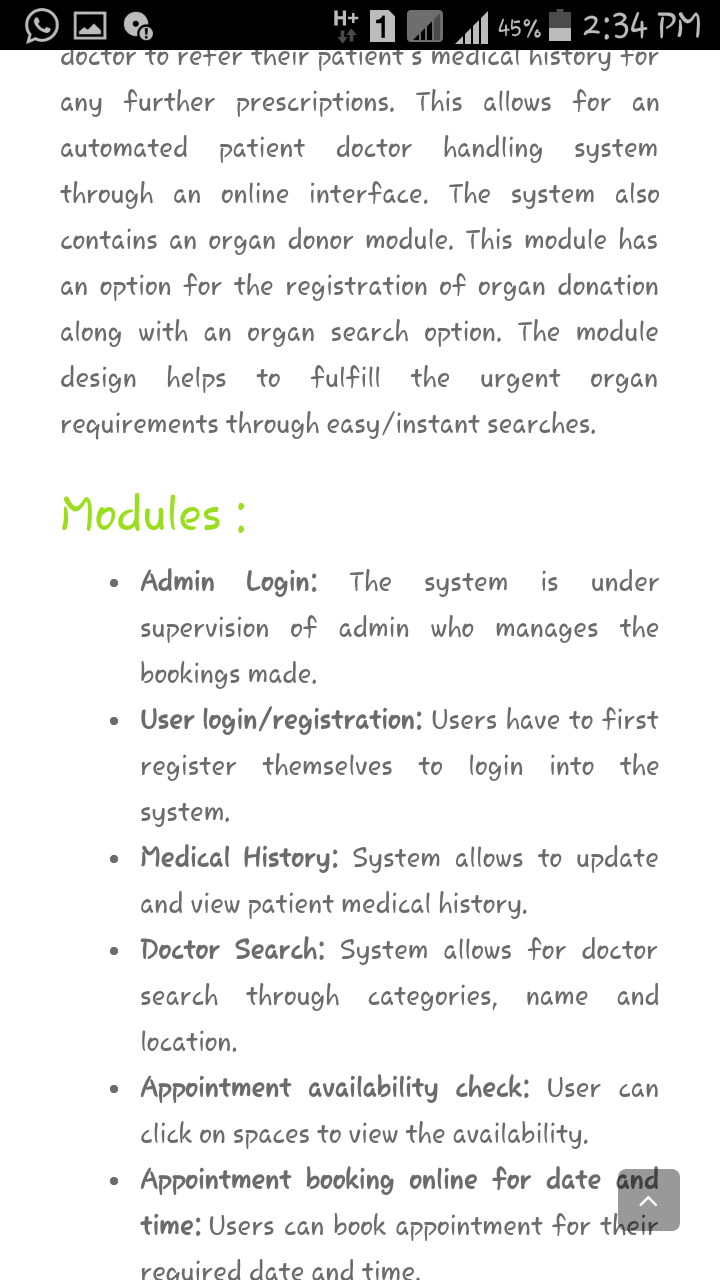 H+ 1 45% 2:34 PM
doctor to refer their patient's medical history for
any further prescriptions. This allows for an
automated patient doctor handling system
through an online interface. The system also
contains an organ donor module. This module has
an option for the registration of organ donation
along with an organ search option. The module
design helps to fulfill the urgent organ
requirements through easy/instant searches.
Modules :
• Admin Login: The system is under
supervision of admin who manages the
bookings made.
• User login/registration: Users have to first
register themselves to login into the
system.
• Medical History: System allows to update
and view patient medical history.
• Doctor Search: System allows for doctor
search through categories, name and
location.
• Appointment availability check: User can
click on spaces to view the availability.
• Appointment booking online for date and
time: Users can book appointment for their
required date and time.